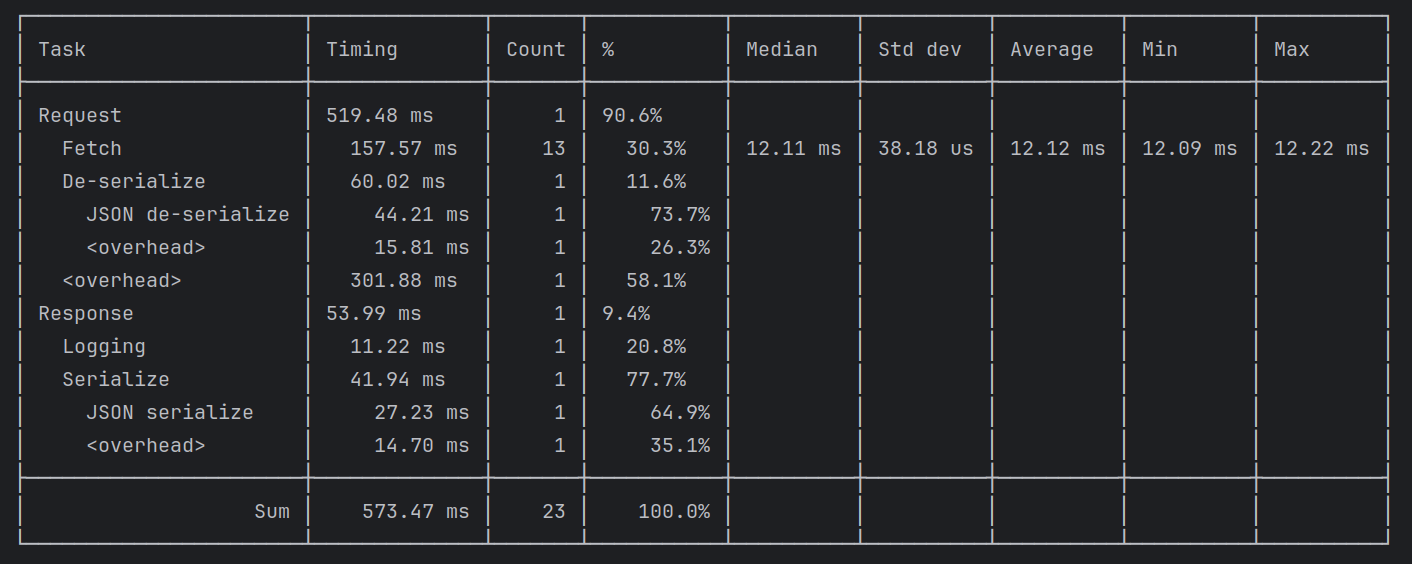 Task Timing Count % Median Std dev Average Min Max
Request 519.48 ms 1 90.6%
Fetch 157.57 ms 13 30.3% 12.11 ms 38.18 us 12.12 ms 12.09 ms 12.22 ms
De-serialize 60.02 ms 1 11.6%
JSON de-serialize 44.21 ms 1 73.7%
<overhead> 15.81 ms 1 26.3%
<overhead> 301.88 ms 1 58.1%
Response 53.99 ms 1 9.4%
Logging 11.22 ms 1 20.8%
Serialize 41.94 ms 1 77.7%
JSON serialize 27.23 ms 1 64.9%
<overhead> 14.70 ms 1 35.1%
Sum 573.47 ms 23 100.0%